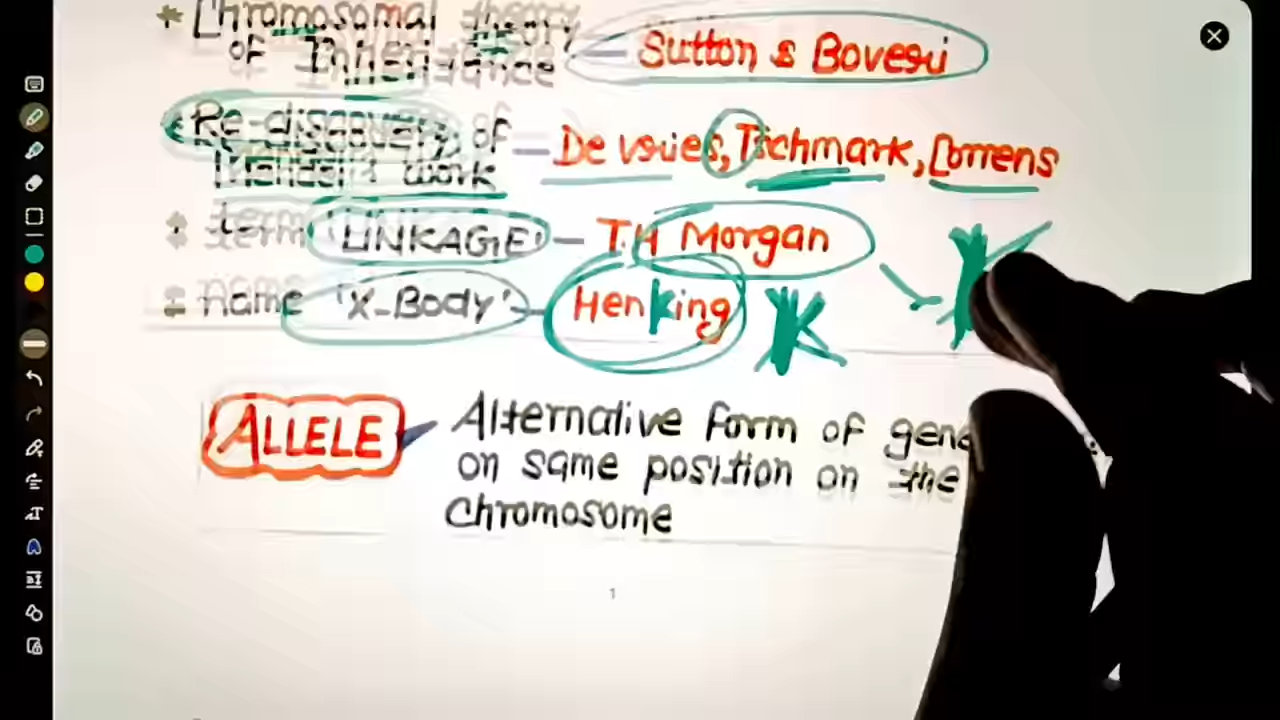 * Chromosomal theory
of Inheritance — Sutton & Boveri
* Re-discovery of
Mendel's work — De vries, Tschmark, Correns
* term 'LINKAGE' — T.H Morgan
* name 'X-Body' — Henking
ALLELE
Alternative form of gene
on same position on the
Chromosome
1